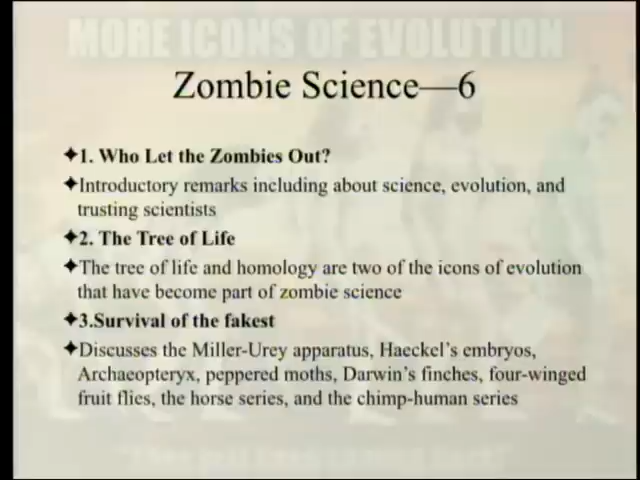 MORE ICONS OF EVOLUTION
Zombie Science—6
✦1. Who Let the Zombies Out?
✦Introductory remarks including about science, evolution, and
trusting scientists
✦2. The Tree of Life
✦The tree of life and homology are two of the icons of evolution
that have become part of zombie science
✦3.Survival of the fakest
✦Discusses the Miller-Urey apparatus, Haeckel's embryos,
Archaeopteryx, peppered moths, Darwin's finches, four-winged
fruit flies, the horse series, and the chimp-human series